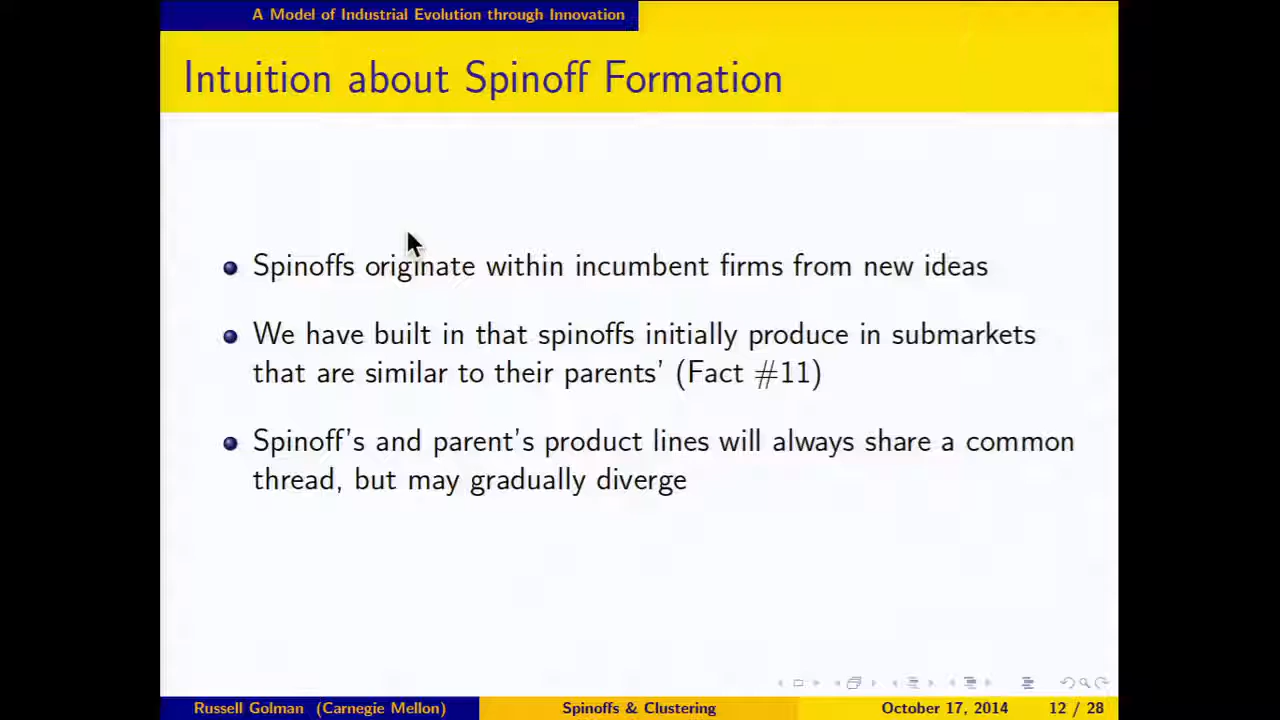 A Model of Industrial Evolution through Innovation
Intuition about Spinoff Formation
Spinoffs originate within incumbent firms from new ideas
We have built in that spinoffs initially produce in submarkets
that are similar to their parents' (Fact #11)
Spinoff's and parent's product lines will always share a common
thread, but may gradually diverge
Russell Golman (Carnegie Mellon) Spinoffs & Clustering October 17, 2014 12 / 28